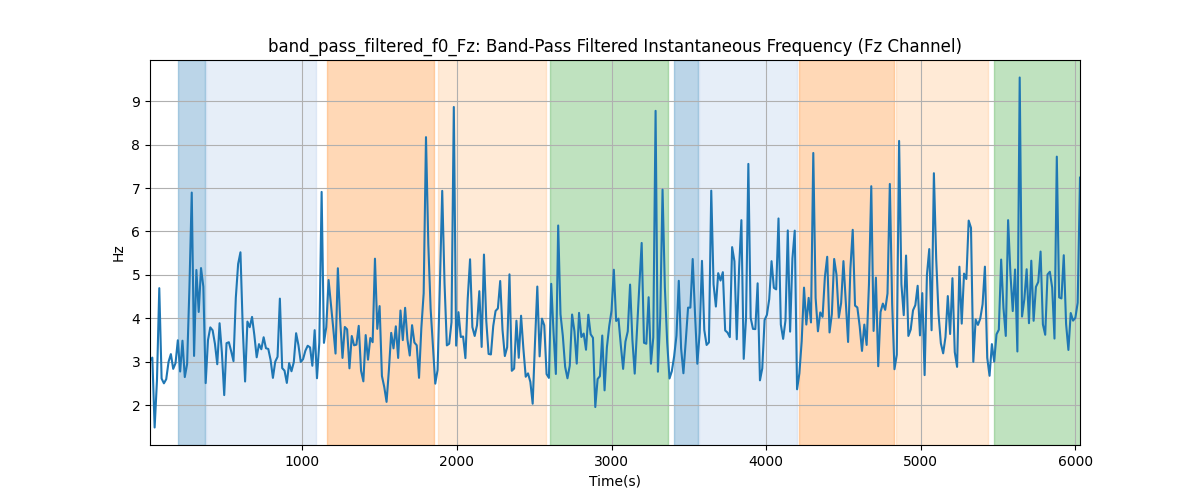 band_pass_filtered_f0_Fz: Band-Pass Filtered Instantaneous Frequency (Fz Channel)
9
8
7
6
5
4
3
2
Hz
1000 2000 3000 4000 5000 6000
Time(s)